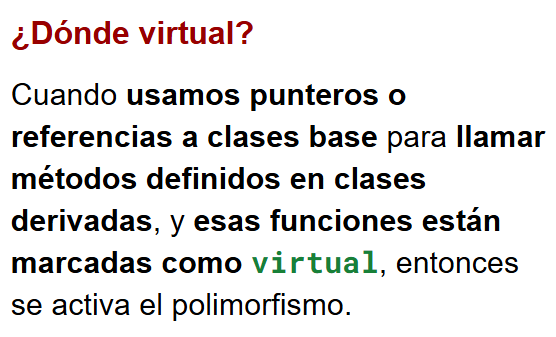 ¿Dónde virtual?
Cuando usamos punteros o
referencias a clases base para llamar
métodos definidos en clases
derivadas, y esas funciones están
marcadas como virtual, entonces
se activa el polimorfismo.